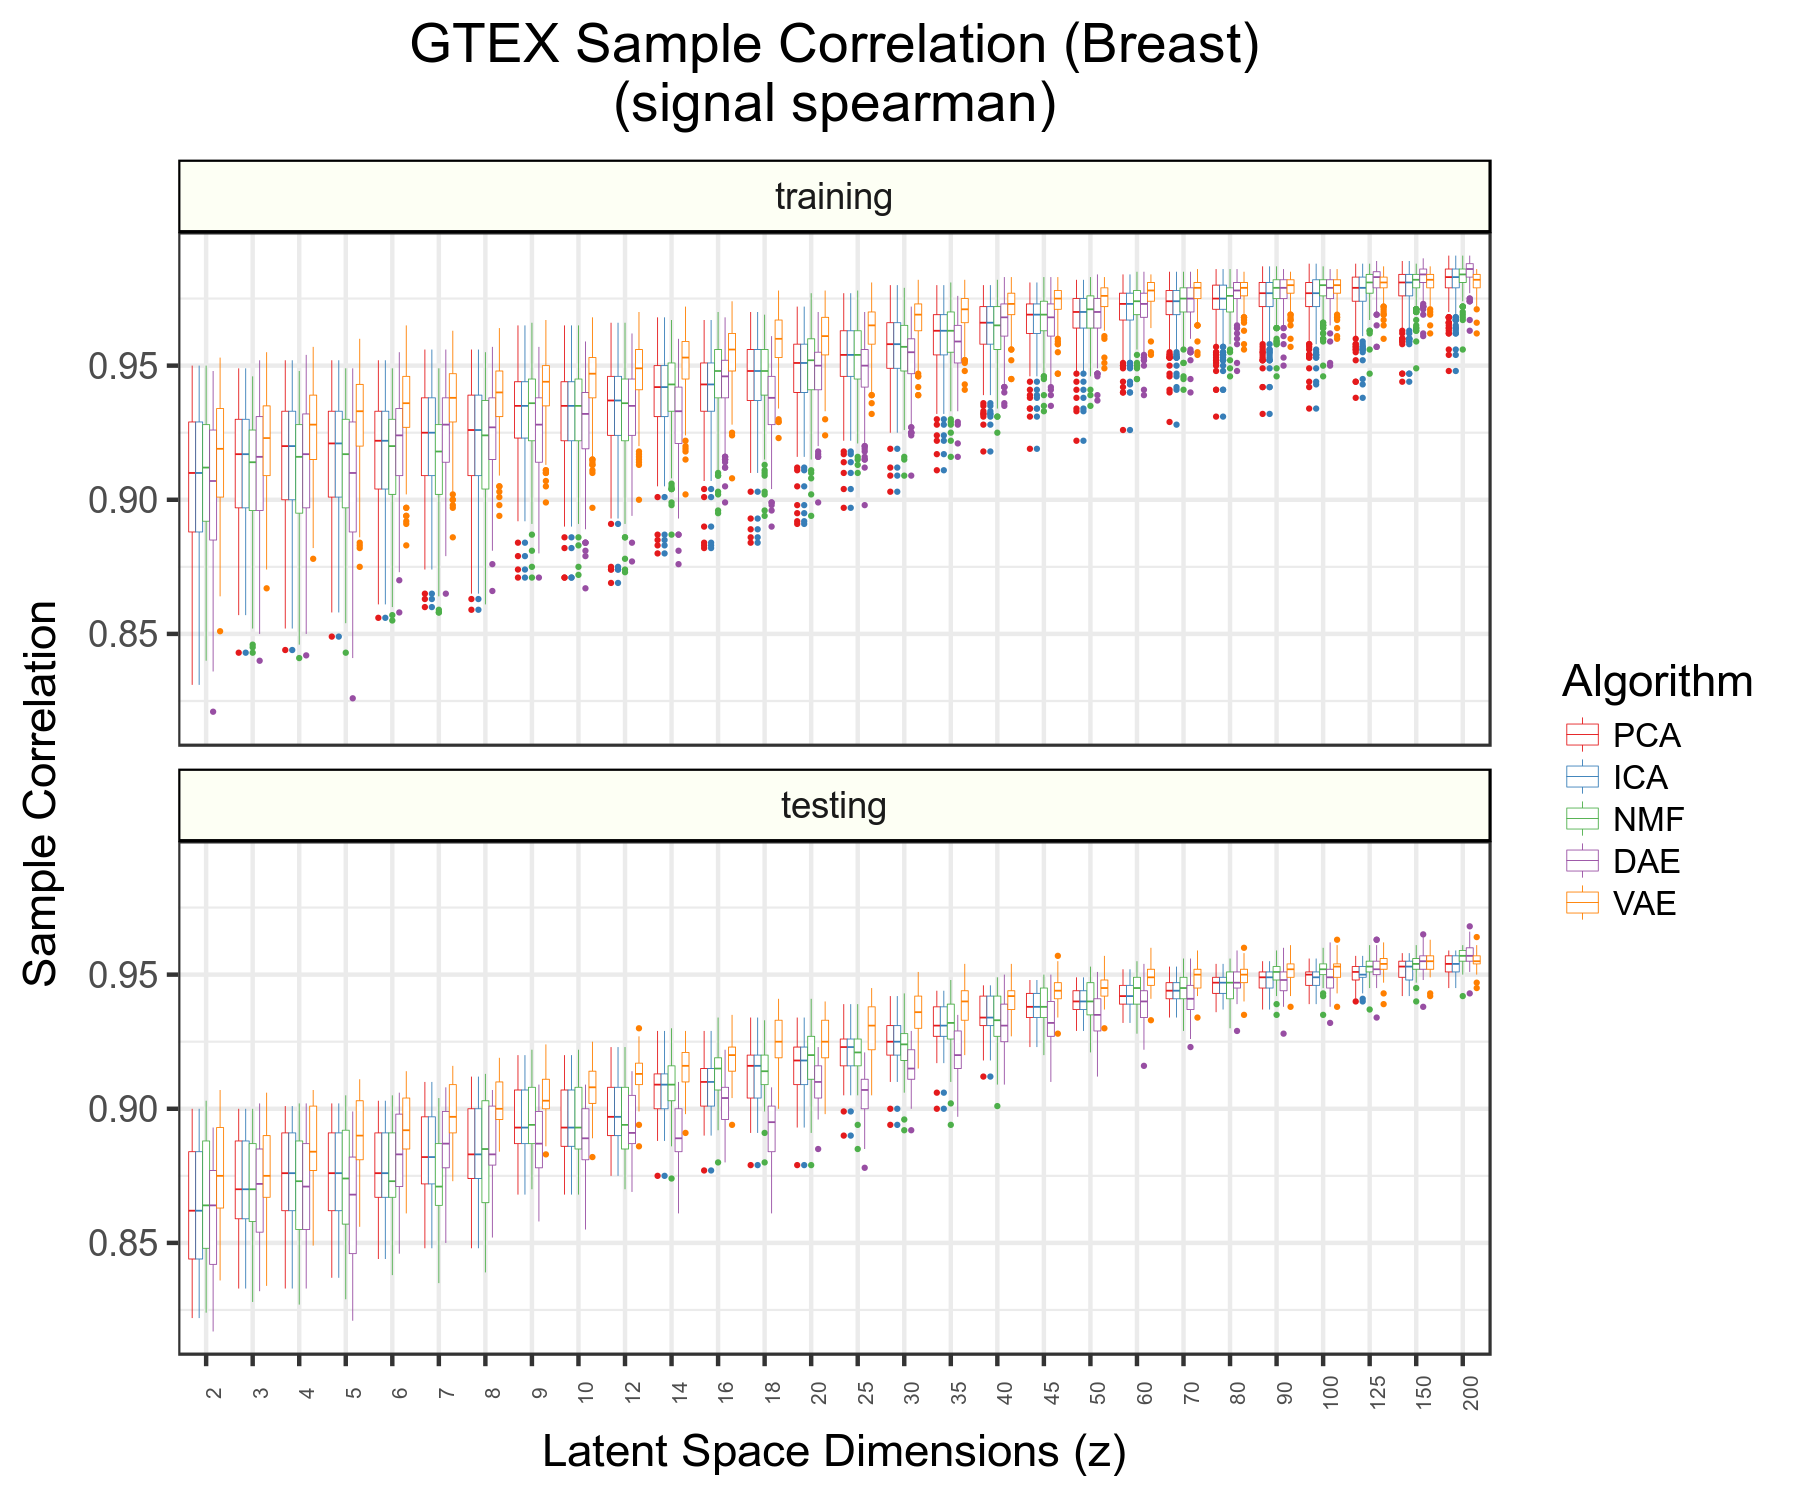 GTEX Sample Correlation (Breast)
(signal spearman)
training
0.95
0.90
0.85
testing
0.95
0.90
0.85
Sample Correlation
2 3 4 5 6 7 8 9 10 12 14 16 18 20 25 30 35 40 45 50 60 70 80 90 100 125 150 200
Latent Space Dimensions (z)
Algorithm
PCA
ICA
NMF
DAE
VAE